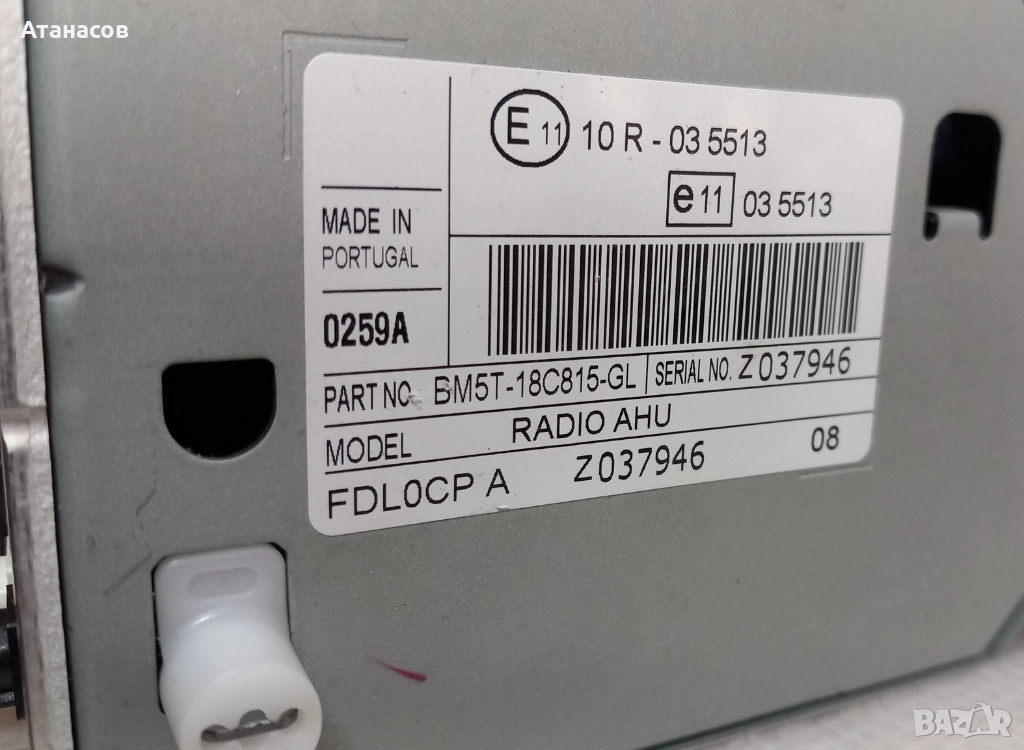 Атанасов
E 11 10 R - 03 5513
e 11 03 5513
MADE IN
PORTUGAL
0259A
PART NO. BM5T-18C815-GL SERIAL NO. Z037946
MODEL RADIO AHU
FDL0CP A Z037946 08
BAZAR